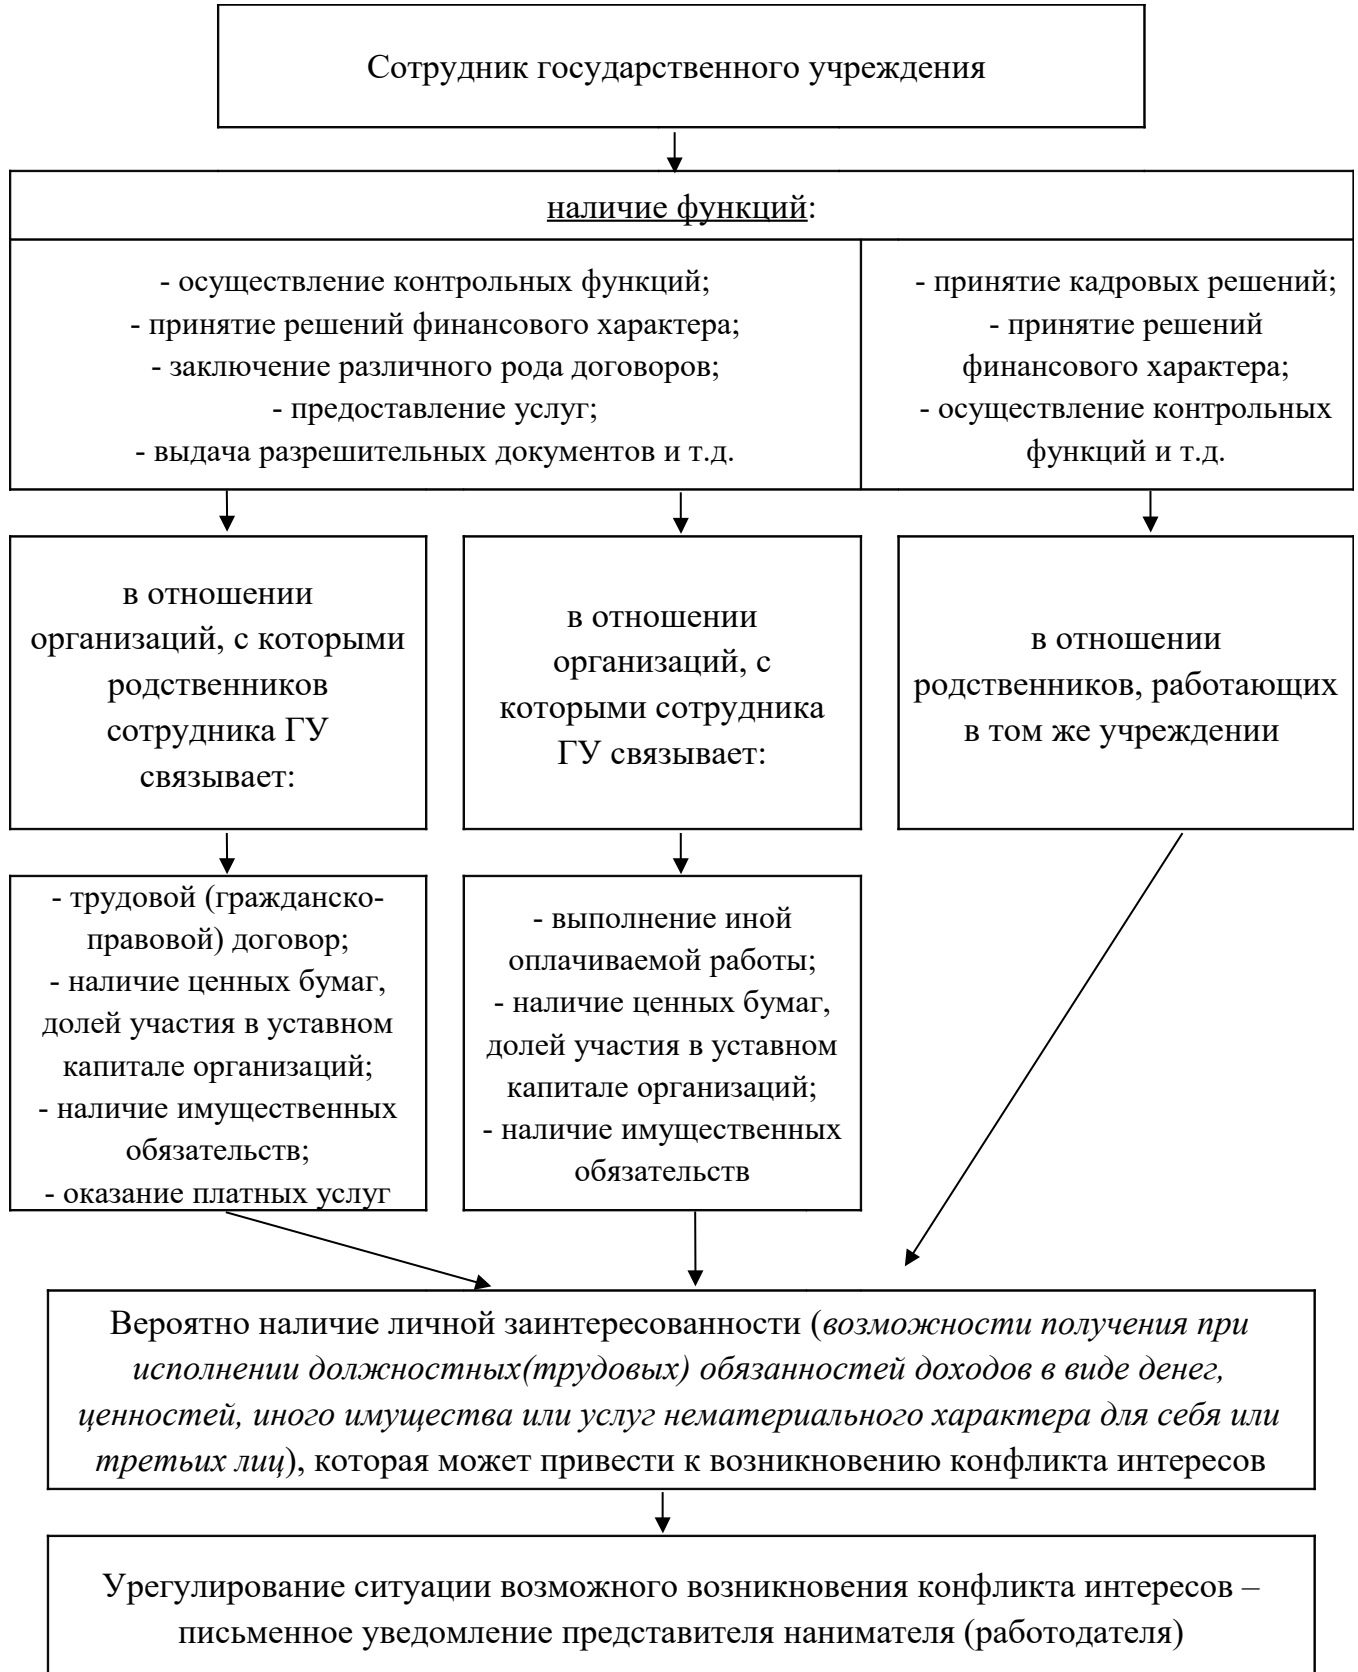 Сотрудник государственного учреждения
наличие функций:
- осуществление контрольных функций;
- принятие решений финансового характера;
- заключение различного рода договоров;
- предоставление услуг;
- выдача разрешительных документов и т.д.
- принятие кадровых решений;
- принятие решений
финансового характера;
- осуществление контрольных
функций и т.д.
в отношении
организаций, с которыми
родственников
сотрудника ГУ
связывает:
в отношении
организаций, с
которыми сотрудника
ГУ связывает:
в отношении
родственников, работающих
в том же учреждении
- трудовой (гражданско-
правовой) договор;
- наличие ценных бумаг,
долей участия в уставном
капитале организаций;
- наличие имущественных
обязательств;
- оказание платных услуг
- выполнение иной
оплачиваемой работы;
- наличие ценных бумаг,
долей участия в уставном
капитале организаций;
- наличие имущественных
обязательств
Вероятно наличие личной заинтересованности (возможности получения при
исполнении должностных(трудовых) обязанностей доходов в виде денег,
ценностей, иного имущества или услуг нематериального характера для себя или
третьих лиц), которая может привести к возникновению конфликта интересов
Урегулирование ситуации возможного возникновения конфликта интересов –
письменное уведомление представителя нанимателя (работодателя)